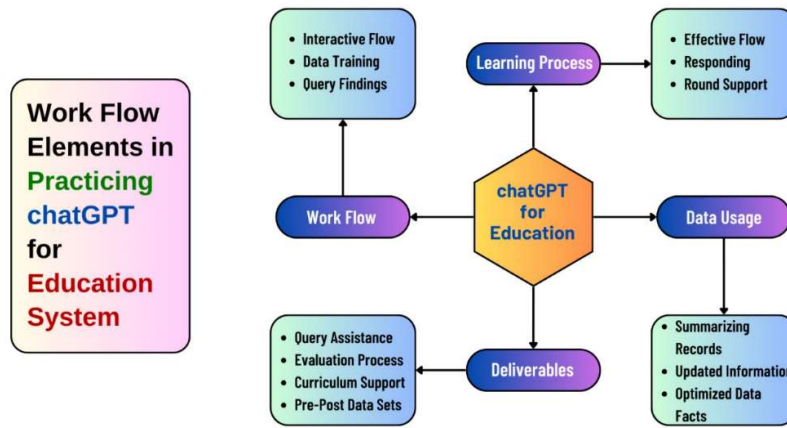 Work Flow
Elements in
Practicing
chatGPT
for
Education
System
• Interactive Flow
• Data Training
• Query Findings
Learning Process
• Effective Flow
• Responding
• Round Support
chatGPT
for
Education
Work Flow
Data Usage
• Query Assistance
• Evaluation Process
• Curriculum Support
• Pre-Post Data Sets
Deliverables
• Summarizing
Records
• Updated Information
• Optimized Data
Facts